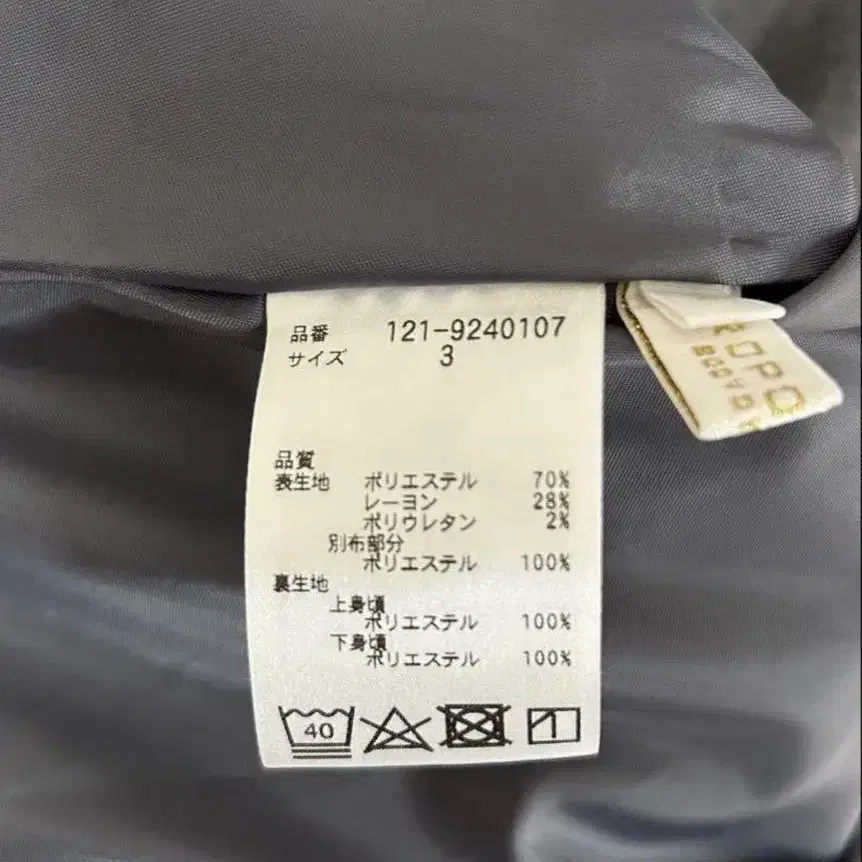 品番 121-9240107
サイズ 3
品質
表生地 ポリエステル 70%
レーヨン 28%
ポリウレタン 2%
別布部分
ポリエステル 100%
裏生地
上身頃
ポリエステル 100%
下身頃
ポリエステル 100%
40